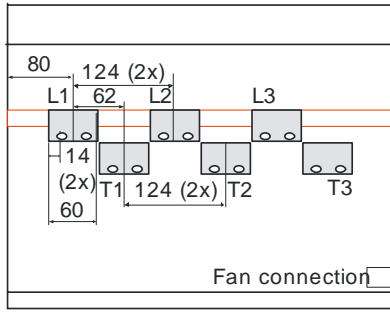 80
124 (2x)
L1
62
L2
L3
14
(2x)
T1
124 (2x)
T2
T3
60
Fan connection